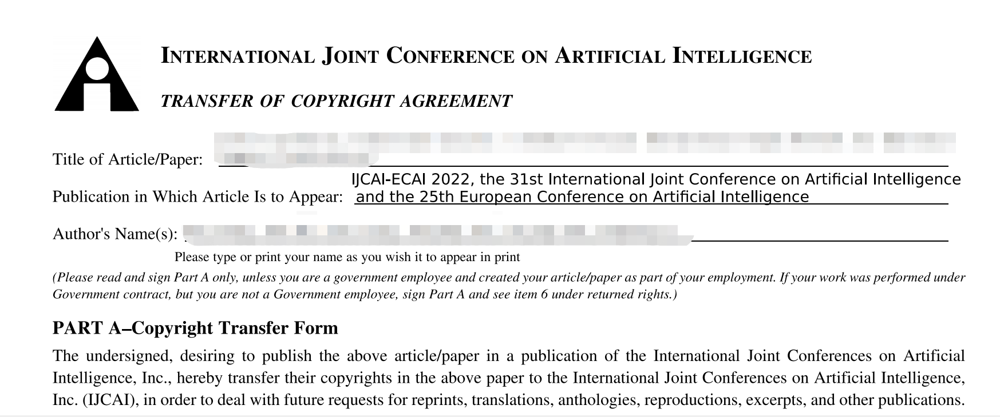 INTERNATIONAL JOINT CONFERENCE ON ARTIFICIAL INTELLIGENCE
TRANSFER OF COPYRIGHT AGREEMENT
Title of Article/Paper:
IJCAI-ECAI 2022, the 31st International Joint Conference on Artificial Intelligence
Publication in Which Article Is to Appear: and the 25th European Conference on Artificial Intelligence
Author's Name(s):
Please type or print your name as you wish it to appear in print
(Please read and sign Part A only, unless you are a government employee and created your article/paper as part of your employment. If your work was performed under
Government contract, but you are not a Government employee, sign Part A and see item 6 under returned rights.)
PART A–Copyright Transfer Form
The undersigned, desiring to publish the above article/paper in a publication of the International Joint Conferences on Artificial
Intelligence, Inc., hereby transfer their copyrights in the above paper to the International Joint Conferences on Artificial Intelligence,
Inc. (IJCAI), in order to deal with future requests for reprints, translations, anthologies, reproductions, excerpts, and other publications.